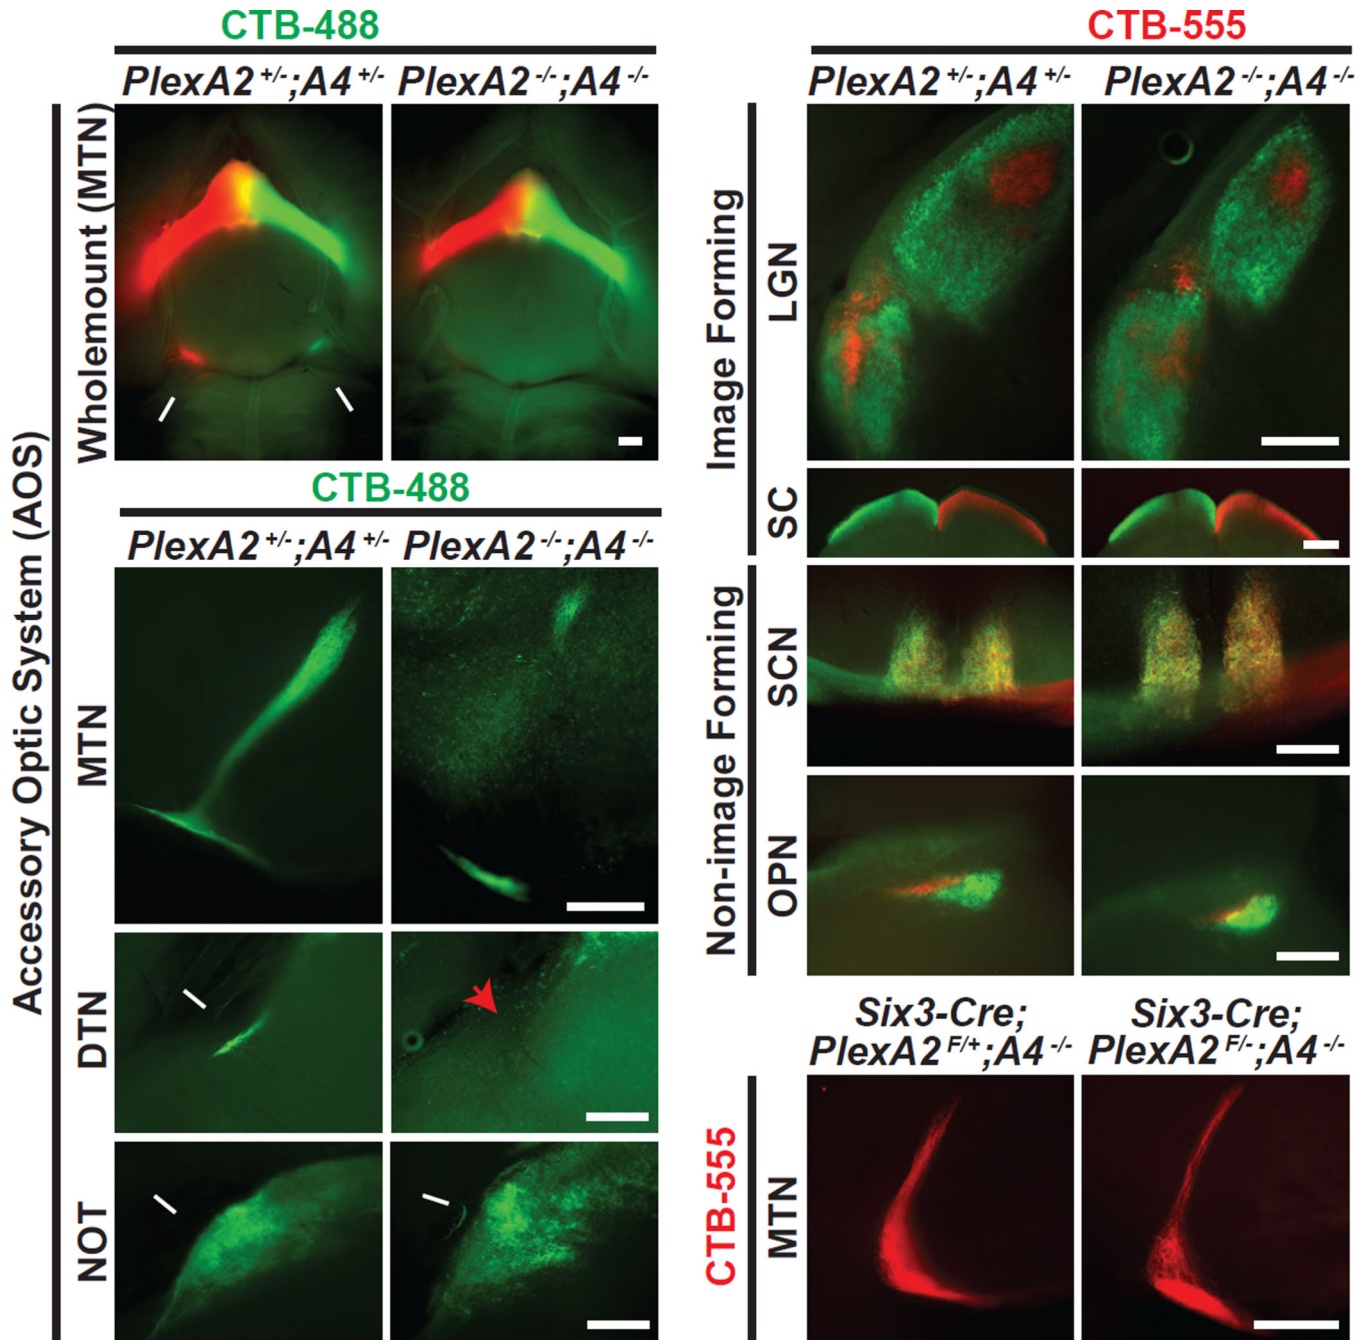 CTB-488
PlexA2 +/-;A4 +/-
PlexA2 -/-;A4 -/-
Accessory Optic System (AOS)
Wholemount (MTN)
CTB-488
PlexA2 +/-;A4 +/-
PlexA2 -/-;A4 -/-
MTN
DTN
NOT
CTB-555
PlexA2 +/-;A4 +/-
PlexA2 -/-;A4 -/-
Image Forming
LGN
SC
Non-image Forming
SCN
OPN
Six3-Cre;
PlexA2 F/+;A4 -/-
Six3-Cre;
PlexA2 F/-;A4 -/-
CTB-555
MTN